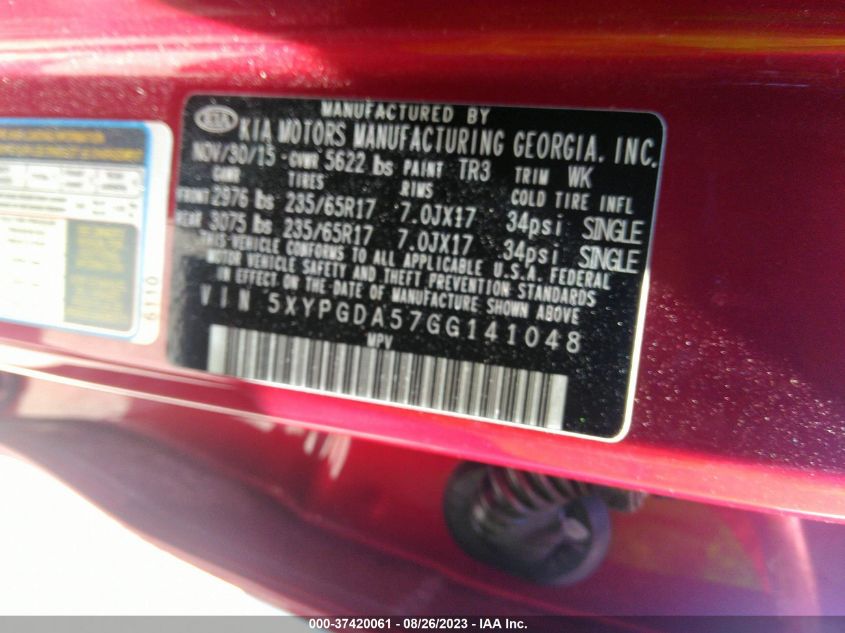 KIA
MANUFACTURED BY
KIA MOTORS MANUFACTURING GEORGIA. INC.
NOV/30/15 GVWR 5622 lbs PAINT TR3 TRIM WK
GAWR TIRES RIMS COLD TIRE INFL
FRONT 2976 lbs 235/65R17 7.0JX17 34psi SINGLE
REAR 3075 lbs 235/65R17 7.0JX17 34psi SINGLE
THIS VEHICLE CONFORMS TO ALL APPLICABLE U.S.A. FEDERAL
MOTOR VEHICLE SAFETY AND THEFT PREVENTION STANDARDS
IN EFFECT ON THE DATE OF MANUFACTURE SHOWN ABOVE
VIN 5XYPGDA57GG141048
MPV
6110
000-37420061 - 08/26/2023 - IAA Inc.